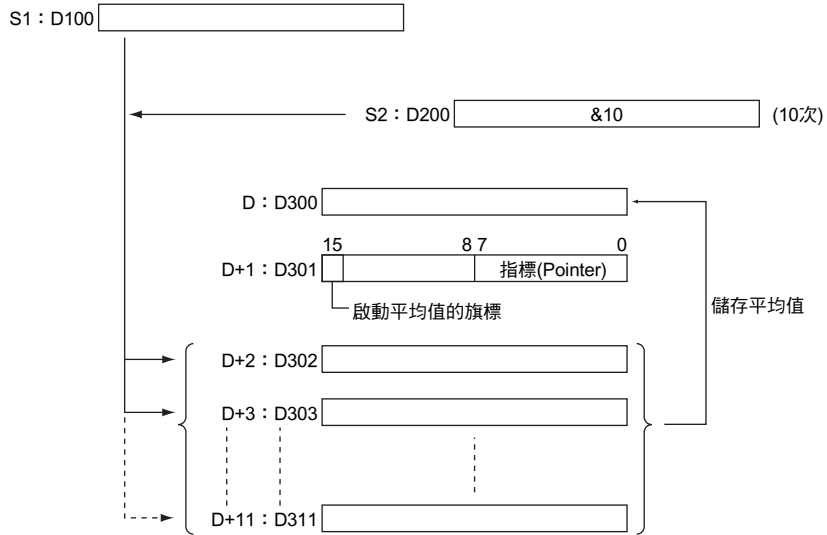 S1：D100
S2：D200 &10 (10次)
D：D300
15 8 7 0
D+1：D301 指標(Pointer)
啟動平均值的旗標
儲存平均值
D+2：D302
D+3：D303
D+11：D311